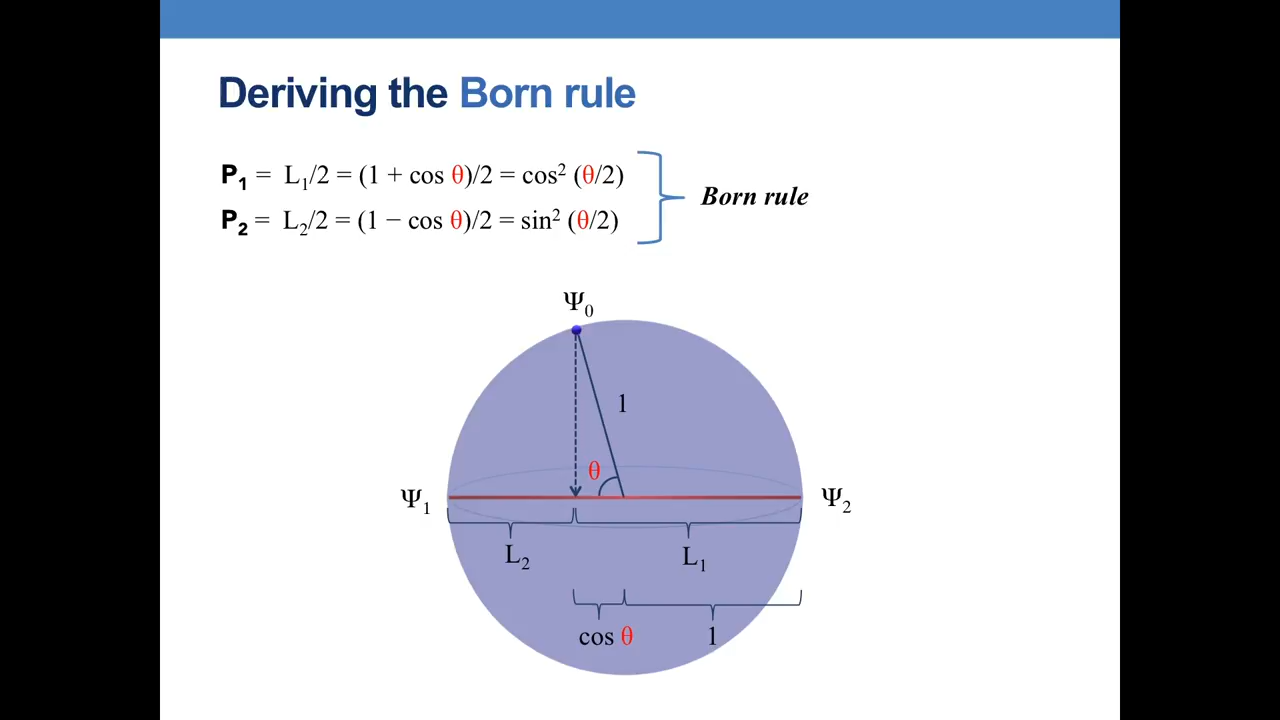 Deriving the Born rule
P₁ = L₁/2 = (1 + cos θ)/2 = cos² (θ/2)
P₂ = L₂/2 = (1 − cos θ)/2 = sin² (θ/2)
Born rule
Ψ₀
1
θ
Ψ₁
Ψ₂
L₂
L₁
cos θ
1